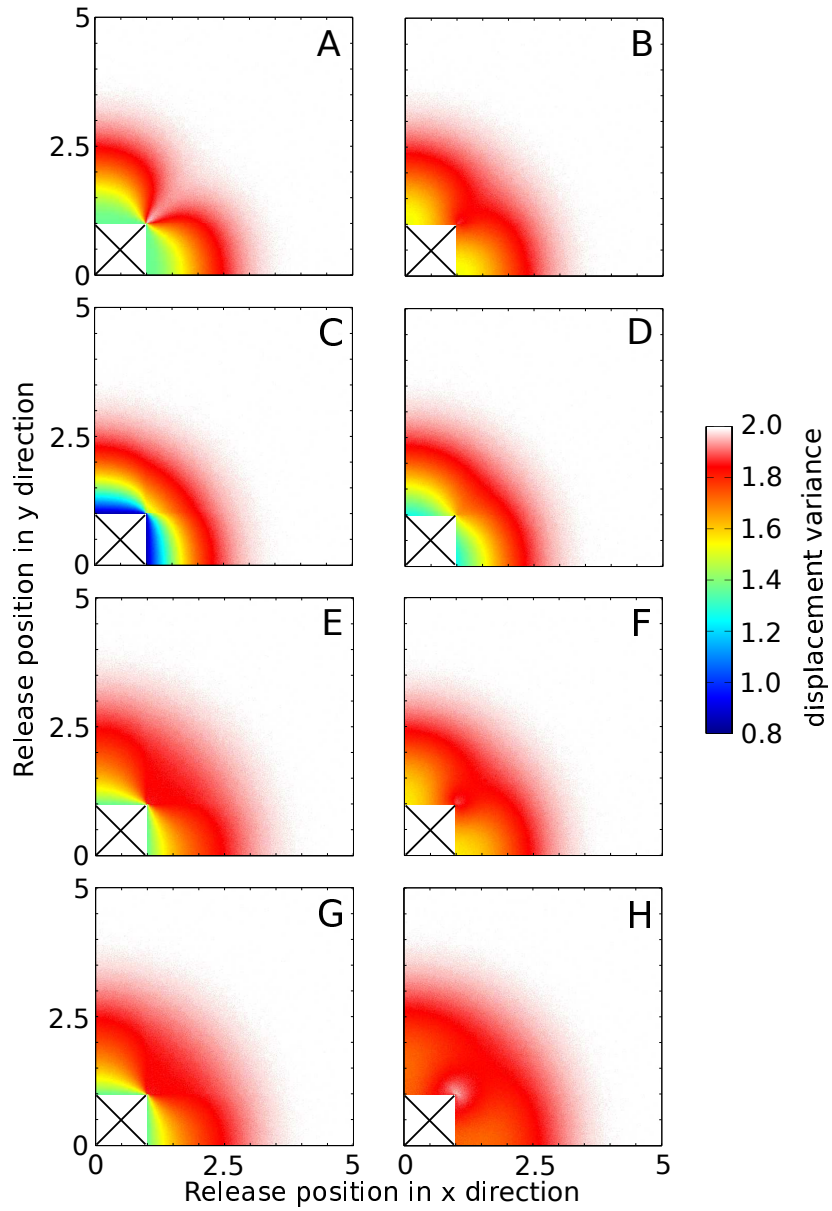 5
A
B
2.5
0
5
C
D
2.5
0
Release position in y direction
2.0
1.8
1.6
1.4
1.2
1.0
0.8
displacement variance
5
E
F
2.5
0
5
G
H
2.5
0
0 2.5 5 0 2.5 5
Release position in x direction